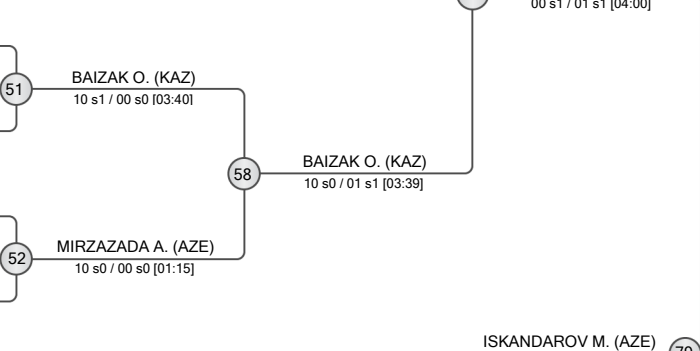 00 s1 / 01 s1 [04:00]
51
BAIZAK O. (KAZ)
10 s1 / 00 s0 [03:40]
58
BAIZAK O. (KAZ)
10 s0 / 01 s1 [03:39]
52
MIRZAZADA A. (AZE)
10 s0 / 00 s0 [01:15]
ISKANDAROV M. (AZE)